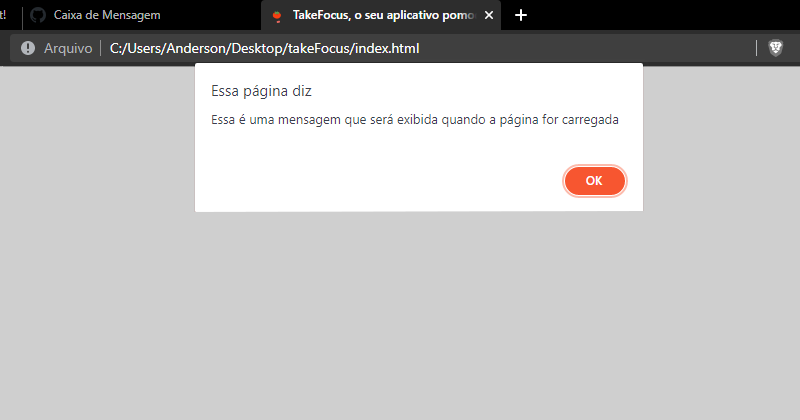 t!
Caixa de Mensagem
TakeFocus, o seu aplicativo pomo
Arquivo
C:/Users/Anderson/Desktop/takeFocus/index.html
Essa página diz
Essa é uma mensagem que será exibida quando a página for carregada
OK